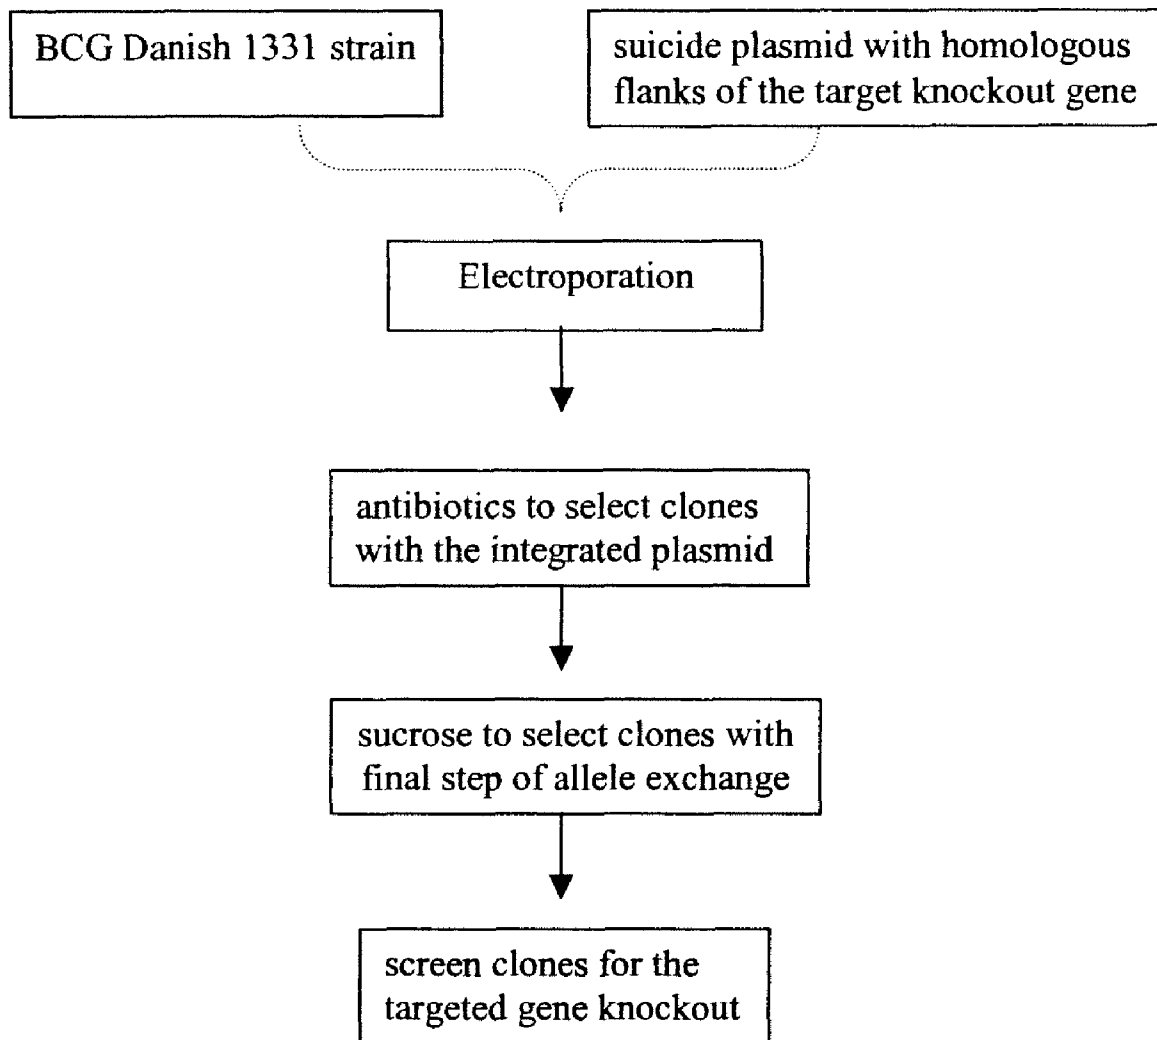 BCG Danish 1331 strain
suicide plasmid with homologous
flanks of the target knockout gene
Electroporation
antibiotics to select clones
with the integrated plasmid
sucrose to select clones with
final step of allele exchange
screen clones for the
targeted gene knockout